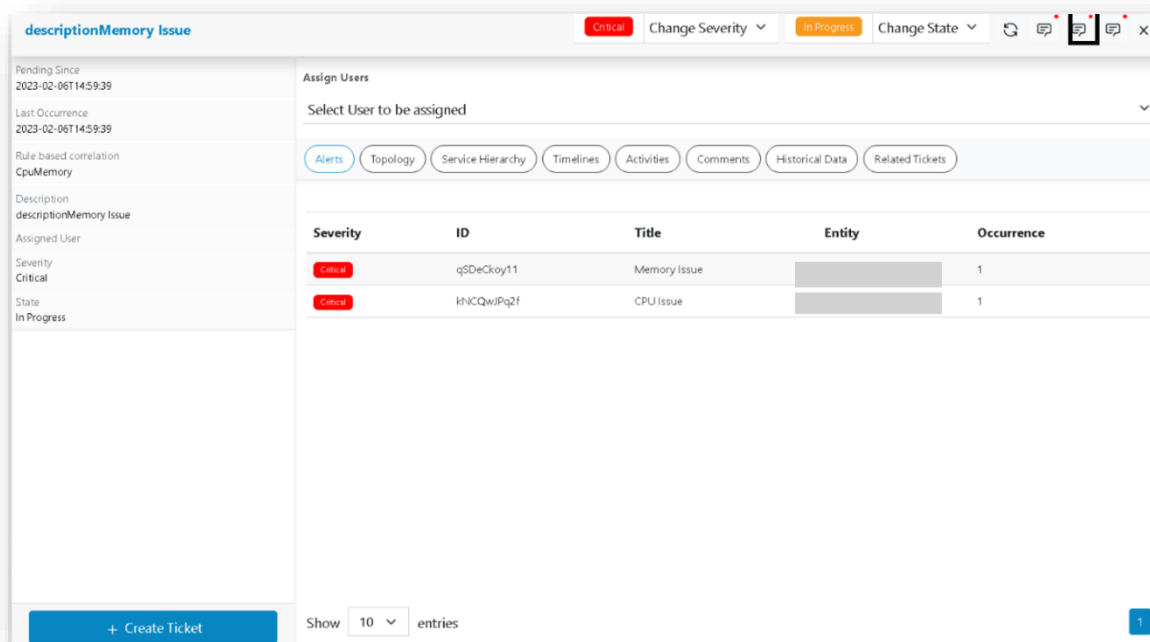 descriptionMemory Issue
Critical Change Severity In Progress Change State
Pending Since
2023-02-06T14:59:39
Last Occurrence
2023-02-06T14:59:39
Rule based correlation
CpuMemory
Description
descriptionMemory Issue
Assigned User
Severity
Critical
State
In Progress
+ Create Ticket
Assign Users
Select User to be assigned
Alerts Topology Service Hierarchy Timelines Activities Comments Historical Data Related Tickets
Severity ID Title Entity Occurrence
Critical qSDeCkoy11 Memory Issue 1
Critical kNCQwJPq2f CPU Issue 1
Show 10 entries
1